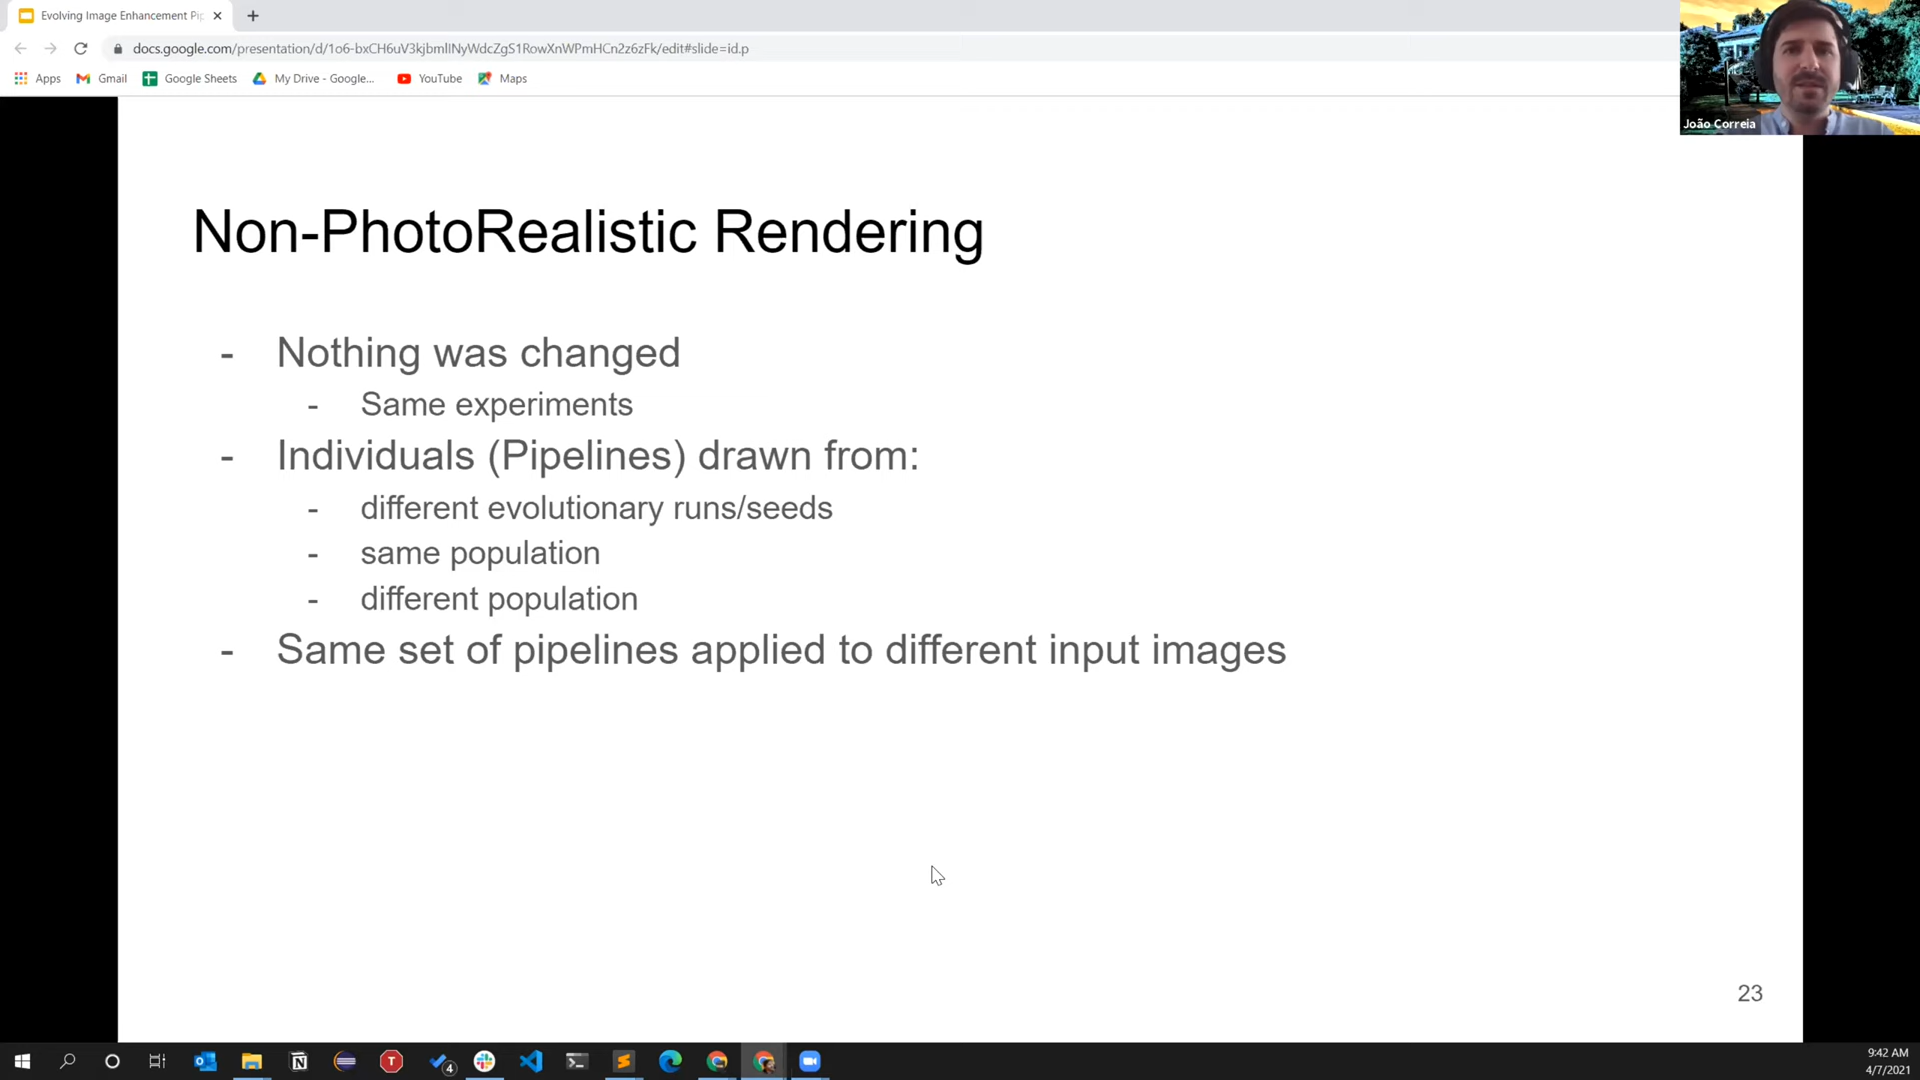 Evolving Image Enhancement Pip
docs.google.com/presentation/d/1o6-bxCH6uV3kjbmlINyWdcZgS1RowXnWPmHCn2z6zFk/edit#slide=id.p
Apps Gmail Google Sheets My Drive - Google... YouTube Maps
João Correia
Non-PhotoRealistic Rendering
- Nothing was changed
- Same experiments
- Individuals (Pipelines) drawn from:
- different evolutionary runs/seeds
- same population
- different population
- Same set of pipelines applied to different input images
23
4
9:42 AM
4/7/2021